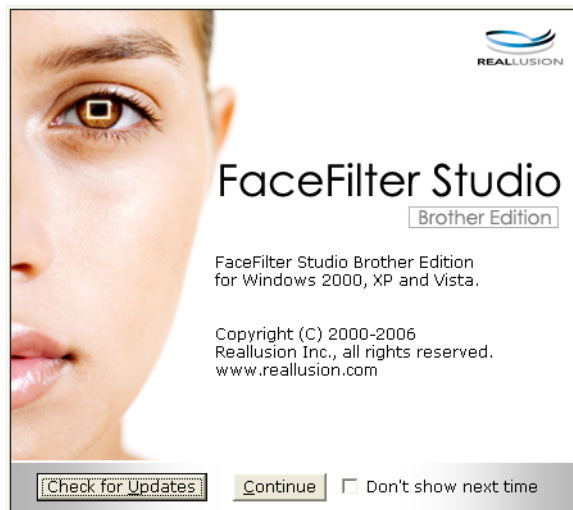 REALLUSION
FaceFilter Studio
Brother Edition
FaceFilter Studio Brother Edition
for Windows 2000, XP and Vista.
Copyright (C) 2000-2006
Reallusion Inc., all rights reserved.
www.reallusion.com
Check for Updates
Continue
Don't show next time